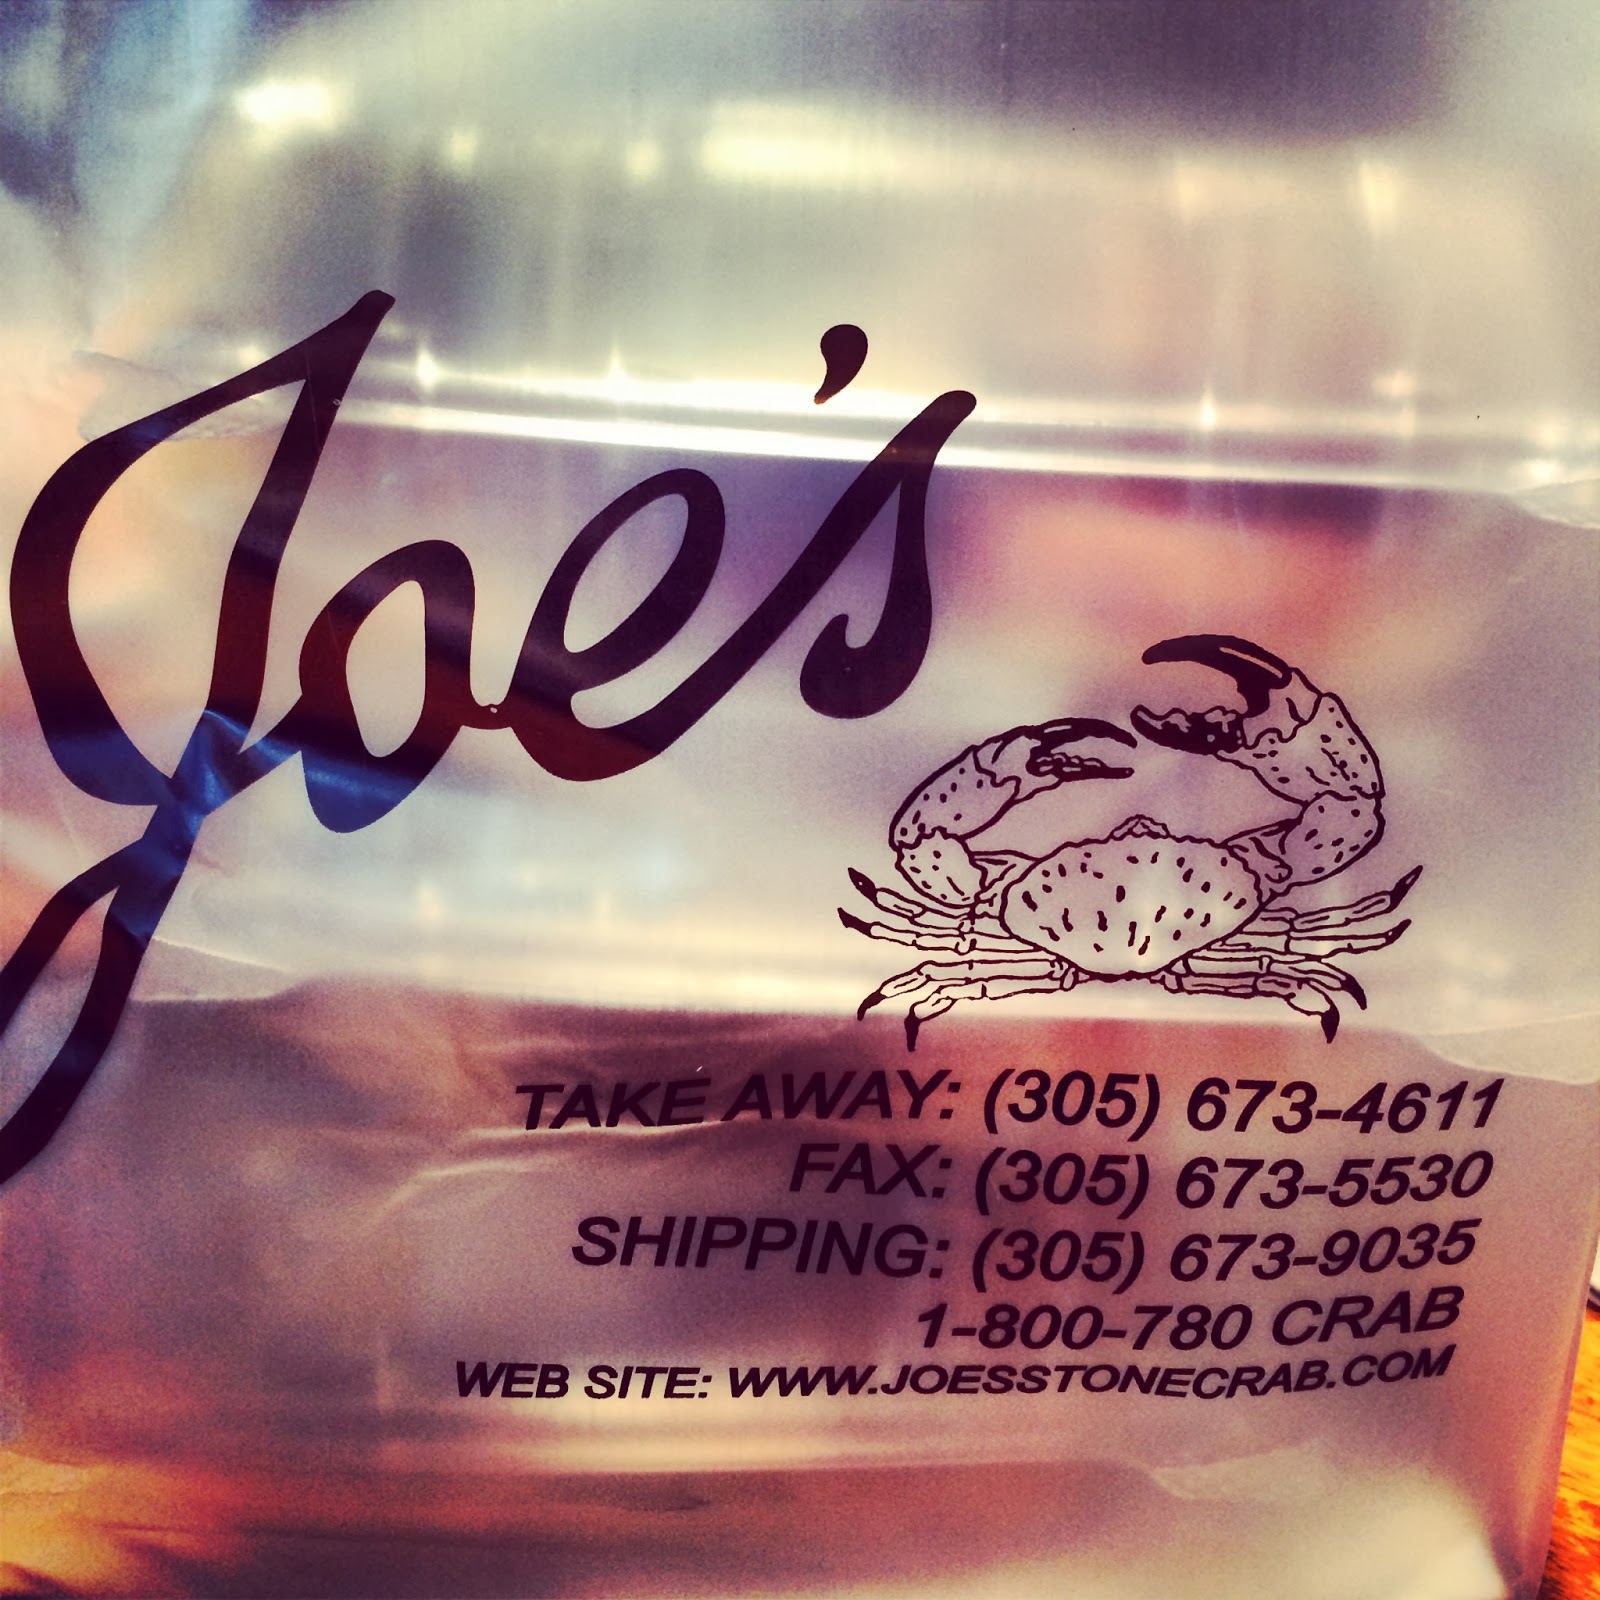 Joe's
TAKE AWAY: (305) 673-4611
FAX: (305) 673-5530
SHIPPING: (305) 673-9035
1-800-780 CRAB
WEB SITE: WWW.JOESSTONECRAB.COM